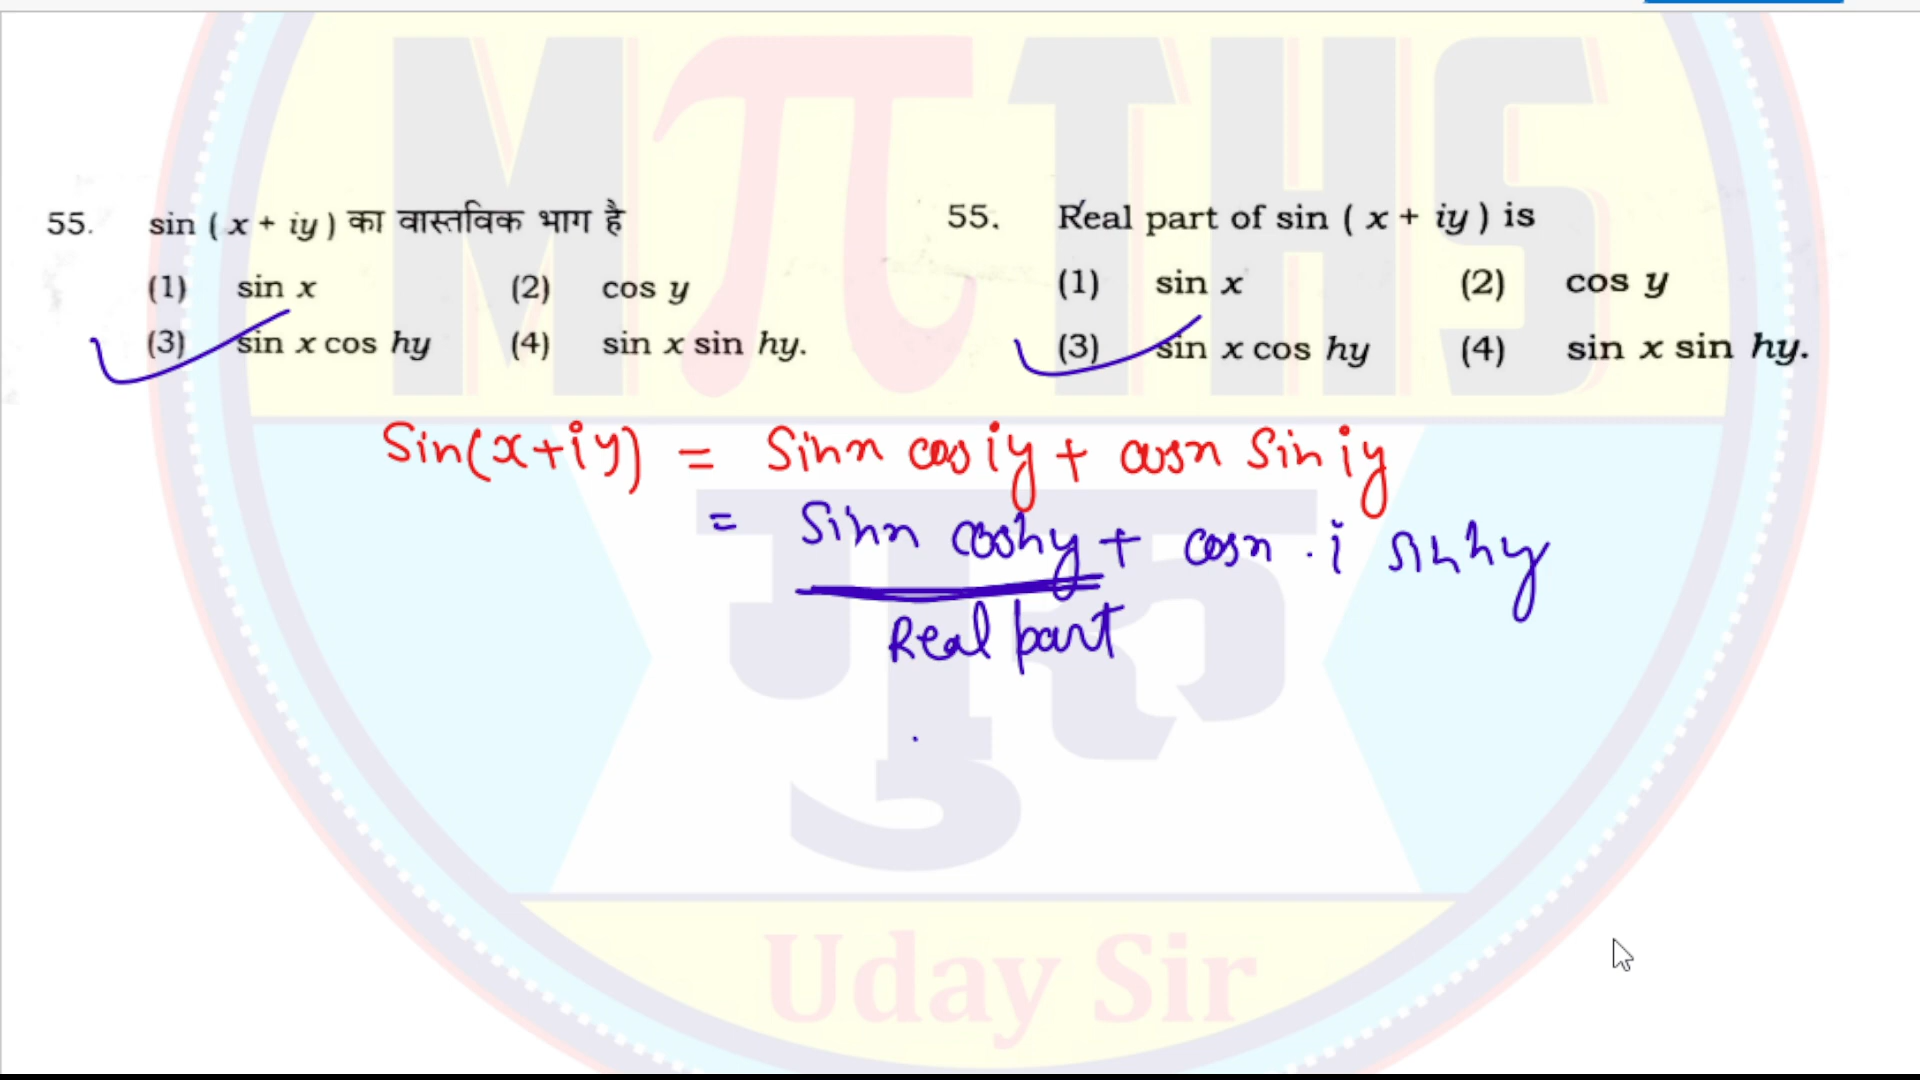 MπTHS
55. sin ( x + iy ) का वास्तविक भाग है
(1) sin x (2) cos y
(3) sin x cos hy (4) sin x sin hy.
55. Real part of sin ( x + iy ) is
(1) sin x (2) cos y
(3) sin x cos hy (4) sin x sin hy.
Sin(x+iy) = Sinx cos iy + cosx Sin iy
= Sinx coshy + cosx . i sinhy
Real part
गुरु
Uday Sir